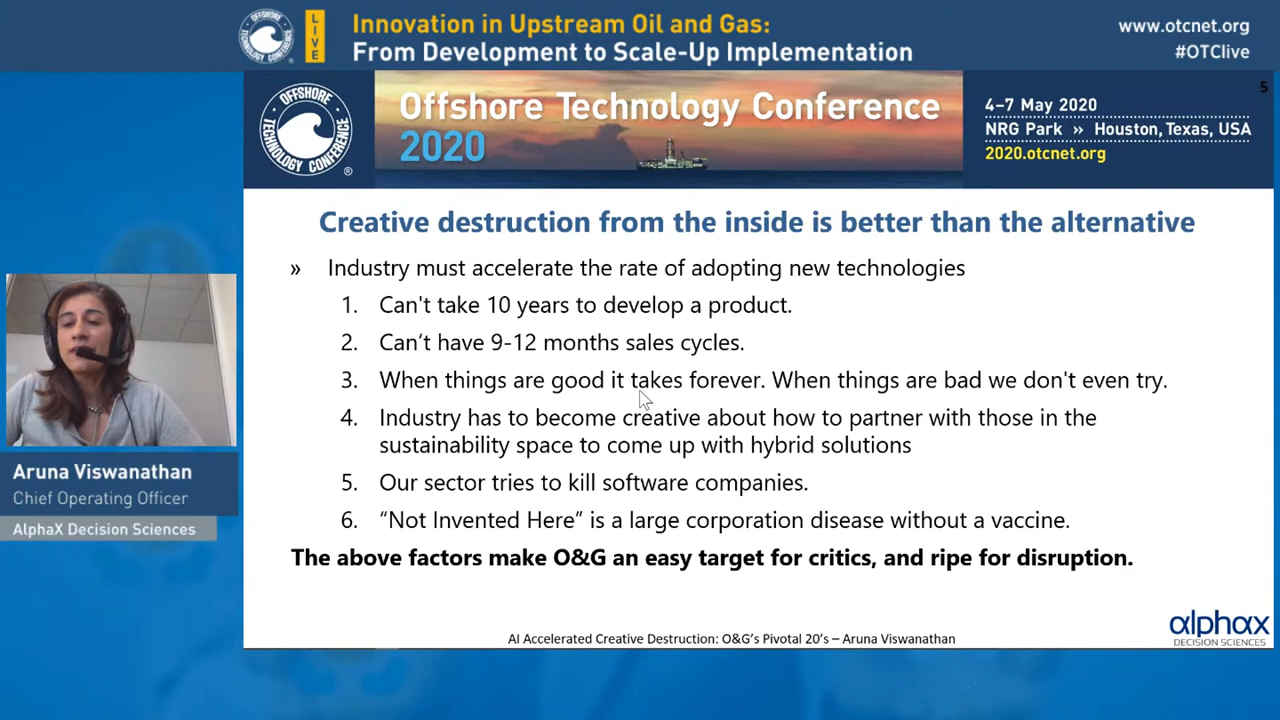 OFFSHORE TECHNOLOGY CONFERENCE
LIVE
Innovation in Upstream Oil and Gas:
From Development to Scale-Up Implementation
www.otcnet.org
#OTClive
OFFSHORE TECHNOLOGY CONFERENCE ®
Offshore Technology Conference
2020
4–7 May 2020
NRG Park » Houston, Texas, USA
2020.otcnet.org
5
Creative destruction from the inside is better than the alternative
» Industry must accelerate the rate of adopting new technologies
1. Can't take 10 years to develop a product.
2. Can’t have 9-12 months sales cycles.
3. When things are good it takes forever. When things are bad we don't even try.
4. Industry has to become creative about how to partner with those in the
sustainability space to come up with hybrid solutions
5. Our sector tries to kill software companies.
6. “Not Invented Here” is a large corporation disease without a vaccine.
The above factors make O&G an easy target for critics, and ripe for disruption.
Aruna Viswanathan
Chief Operating Officer
AlphaX Decision Sciences
AI Accelerated Creative Destruction: O&G’s Pivotal 20’s – Aruna Viswanathan
alphax
DECISION SCIENCES